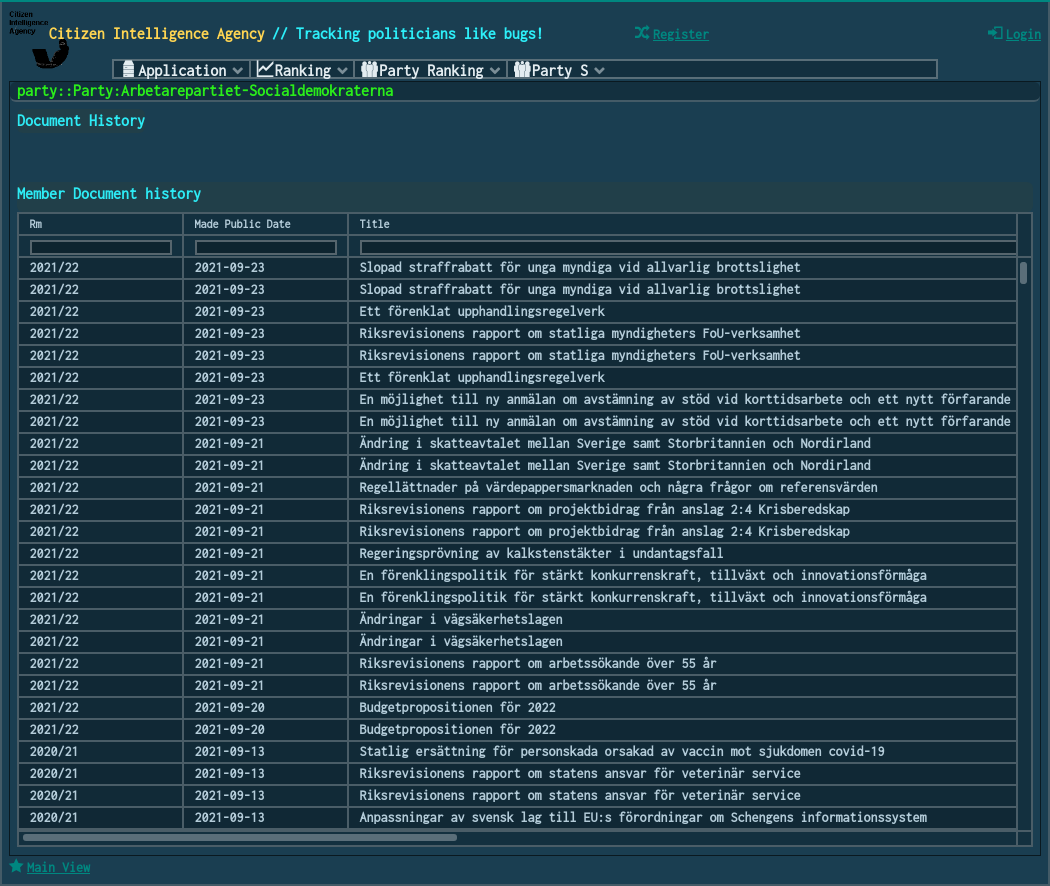 Citizen
Intelligence
Agency
Citizen Intelligence Agency // Tracking politicians like bugs!
Register
Login
Application
Ranking
Party Ranking
Party S
party::Party:Arbetarepartiet-Socialdemokraterna
Document History
Member Document history
Rm Made Public Date Title
2021/22 2021-09-23 Slopad straffrabatt för unga myndiga vid allvarlig brottslighet
2021/22 2021-09-23 Slopad straffrabatt för unga myndiga vid allvarlig brottslighet
2021/22 2021-09-23 Ett förenklat upphandlingsregelverk
2021/22 2021-09-23 Riksrevisionens rapport om statliga myndigheters FoU-verksamhet
2021/22 2021-09-23 Riksrevisionens rapport om statliga myndigheters FoU-verksamhet
2021/22 2021-09-23 Ett förenklat upphandlingsregelverk
2021/22 2021-09-23 En möjlighet till ny anmälan om avstämning av stöd vid korttidsarbete och ett nytt förfarande
2021/22 2021-09-23 En möjlighet till ny anmälan om avstämning av stöd vid korttidsarbete och ett nytt förfarande
2021/22 2021-09-21 Ändring i skatteavtalet mellan Sverige samt Storbritannien och Nordirland
2021/22 2021-09-21 Ändring i skatteavtalet mellan Sverige samt Storbritannien och Nordirland
2021/22 2021-09-21 Regellättnader på värdepappersmarknaden och några frågor om referensvärden
2021/22 2021-09-21 Riksrevisionens rapport om projektbidrag från anslag 2:4 Krisberedskap
2021/22 2021-09-21 Riksrevisionens rapport om projektbidrag från anslag 2:4 Krisberedskap
2021/22 2021-09-21 Regeringsprövning av kalkstenstäkter i undantagsfall
2021/22 2021-09-21 En förenklingspolitik för stärkt konkurrenskraft, tillväxt och innovationsförmåga
2021/22 2021-09-21 En förenklingspolitik för stärkt konkurrenskraft, tillväxt och innovationsförmåga
2021/22 2021-09-21 Ändringar i vägsäkerhetslagen
2021/22 2021-09-21 Ändringar i vägsäkerhetslagen
2021/22 2021-09-21 Riksrevisionens rapport om arbetssökande över 55 år
2021/22 2021-09-21 Riksrevisionens rapport om arbetssökande över 55 år
2021/22 2021-09-20 Budgetpropositionen för 2022
2021/22 2021-09-20 Budgetpropositionen för 2022
2020/21 2021-09-13 Statlig ersättning för personskada orsakad av vaccin mot sjukdomen covid-19
2020/21 2021-09-13 Riksrevisionens rapport om statens ansvar för veterinär service
2020/21 2021-09-13 Riksrevisionens rapport om statens ansvar för veterinär service
2020/21 2021-09-13 Anpassningar av svensk lag till EU:s förordningar om Schengens informationssystem
Main View